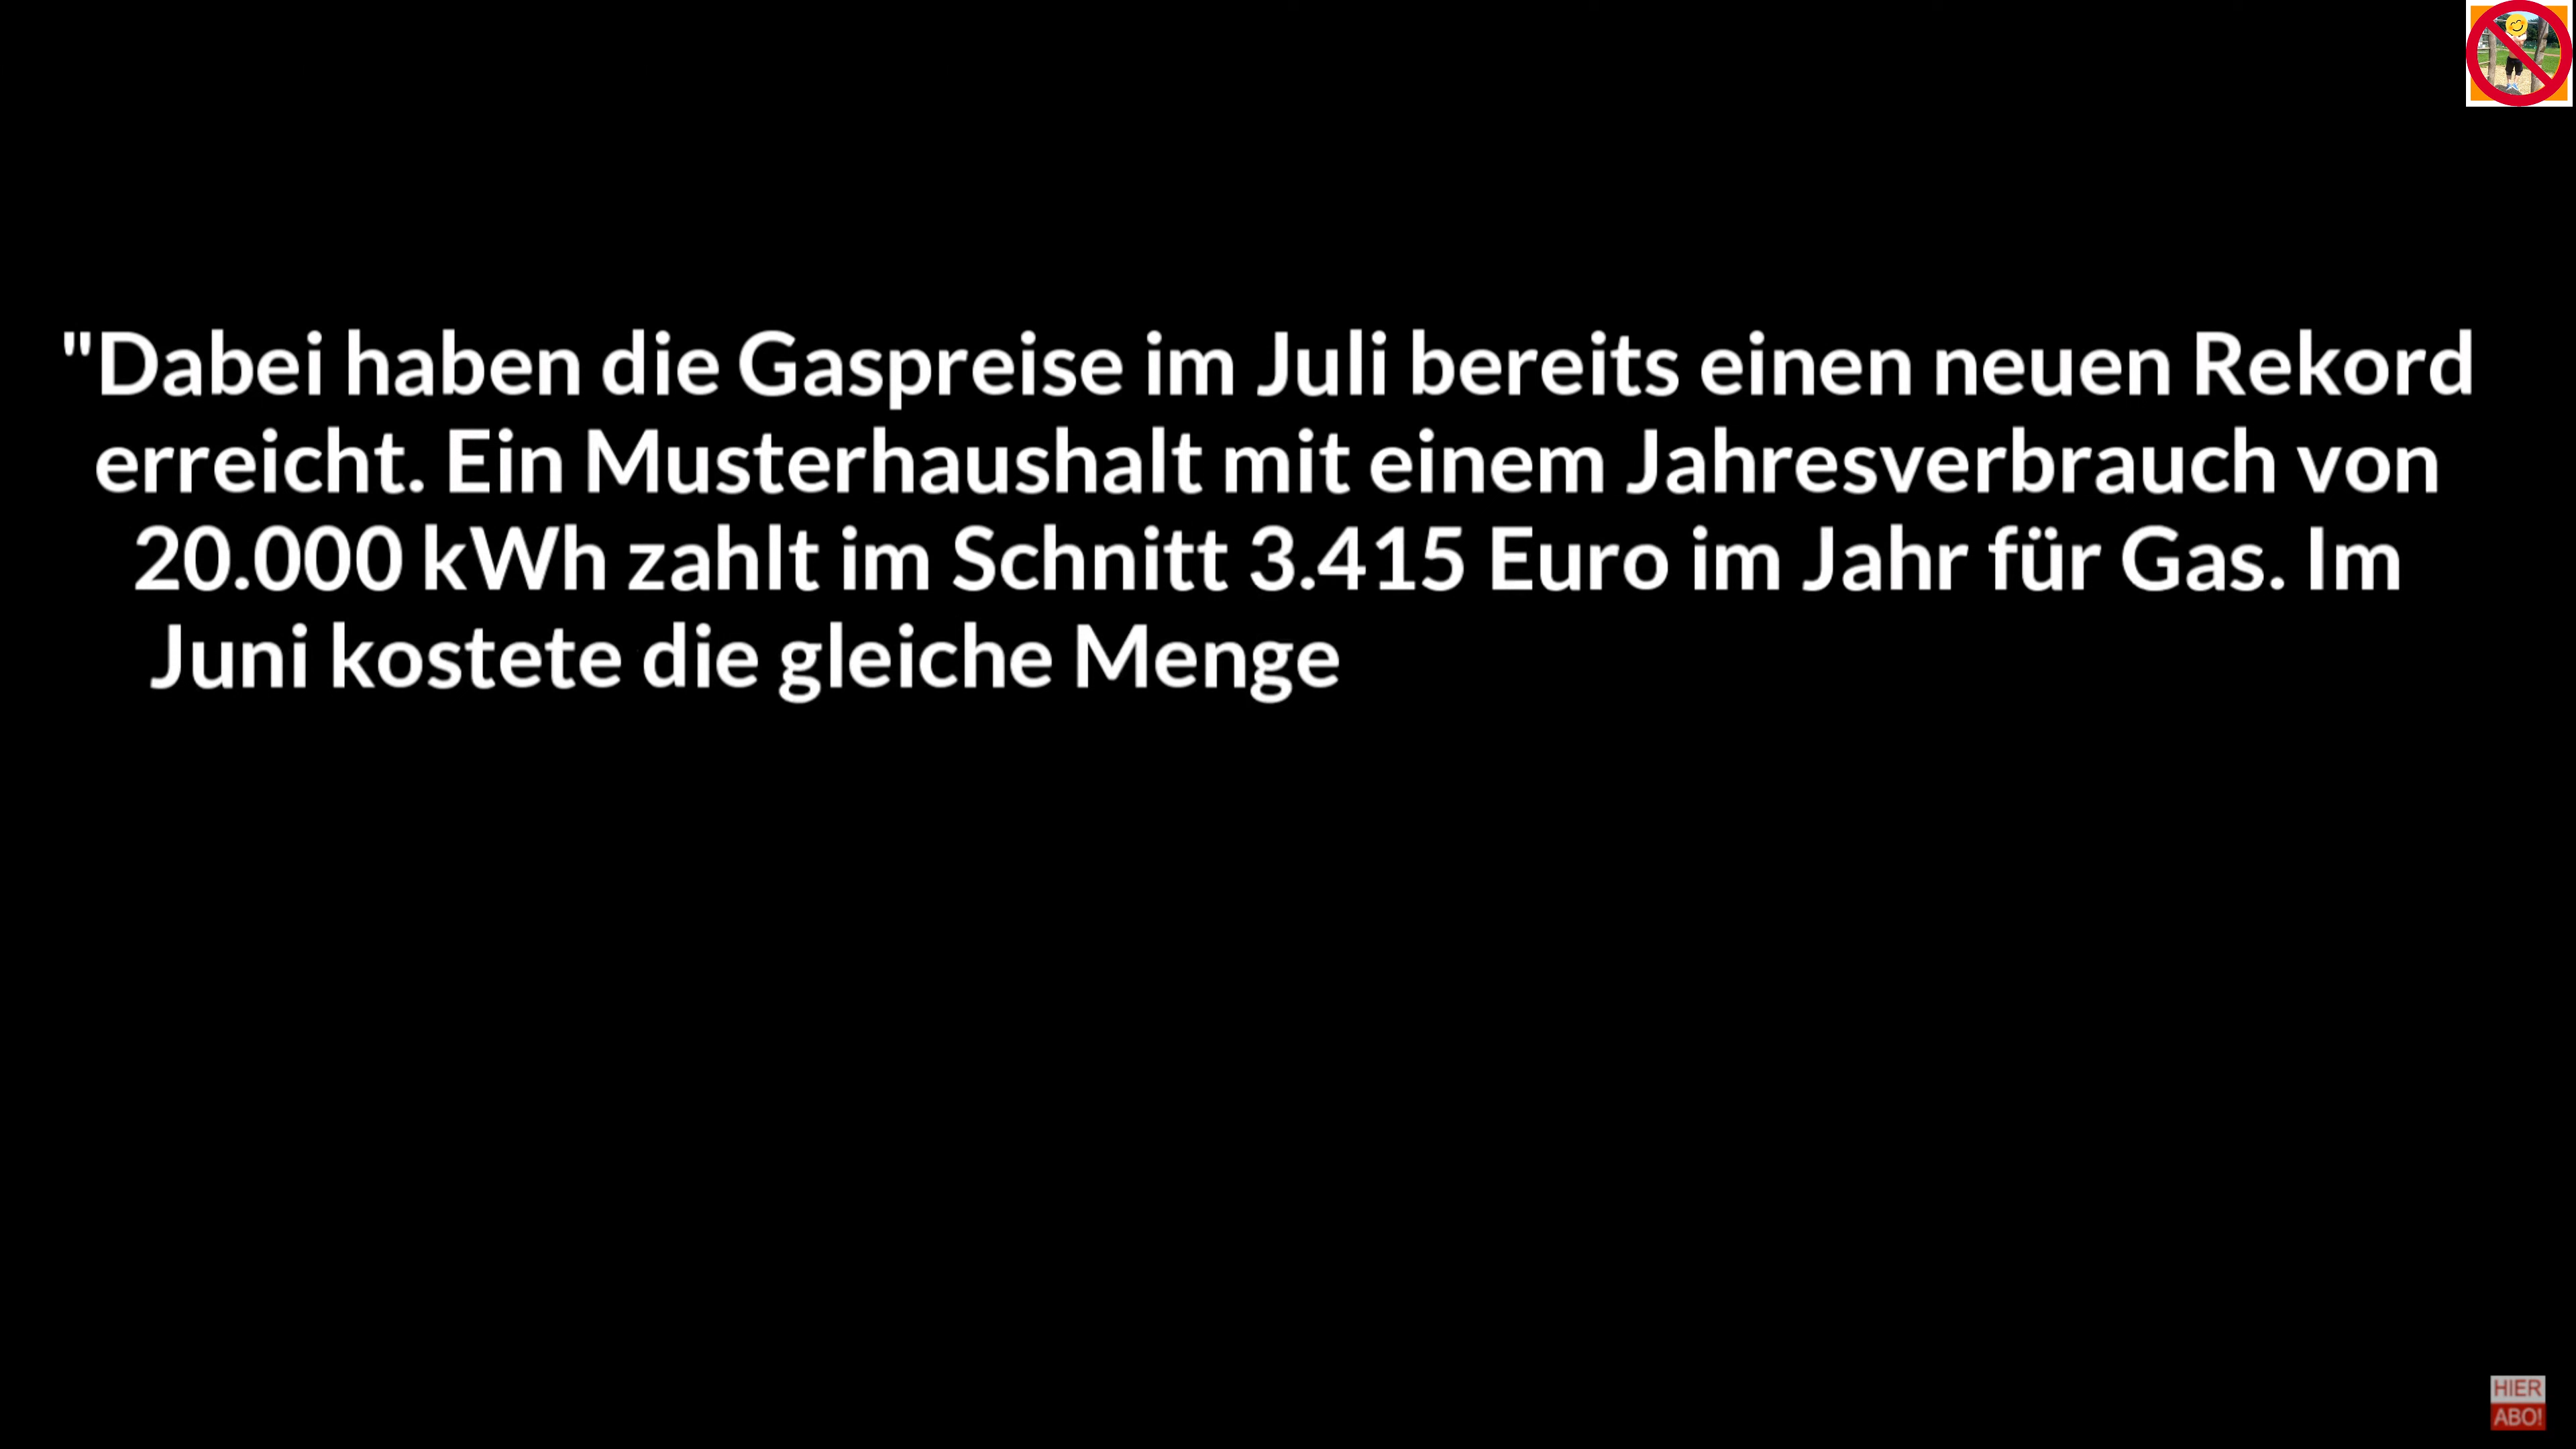 "Dabei haben die Gaspreise im Juli bereits einen neuen Rekord
erreicht. Ein Musterhaushalt mit einem Jahresverbrauch von
20.000 kWh zahlt im Schnitt 3.415 Euro im Jahr für Gas. Im
Juni kostete die gleiche Menge
HIER
ABO!